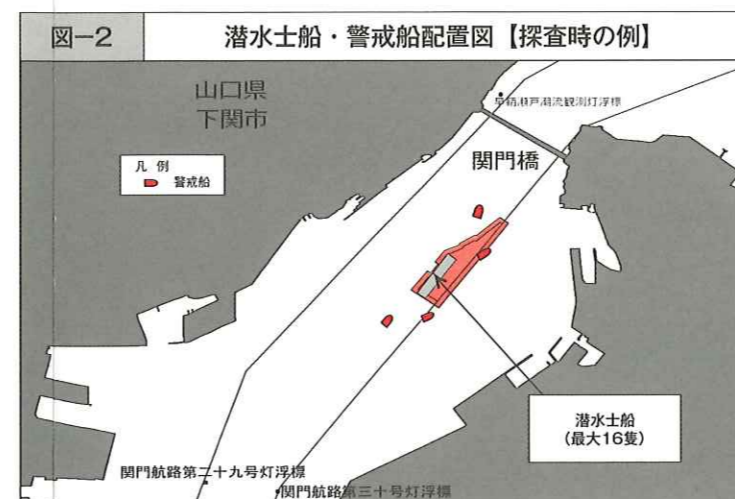 図－2
潜水士船・警戒船配置図【探査時の例】
山口県
下関市
早鞆瀬戸潮流観測灯浮標
関門橋
凡 例
警戒船
潜水士船
(最大16隻)
関門航路第二十九号灯浮標
関門航路第三十号灯浮標